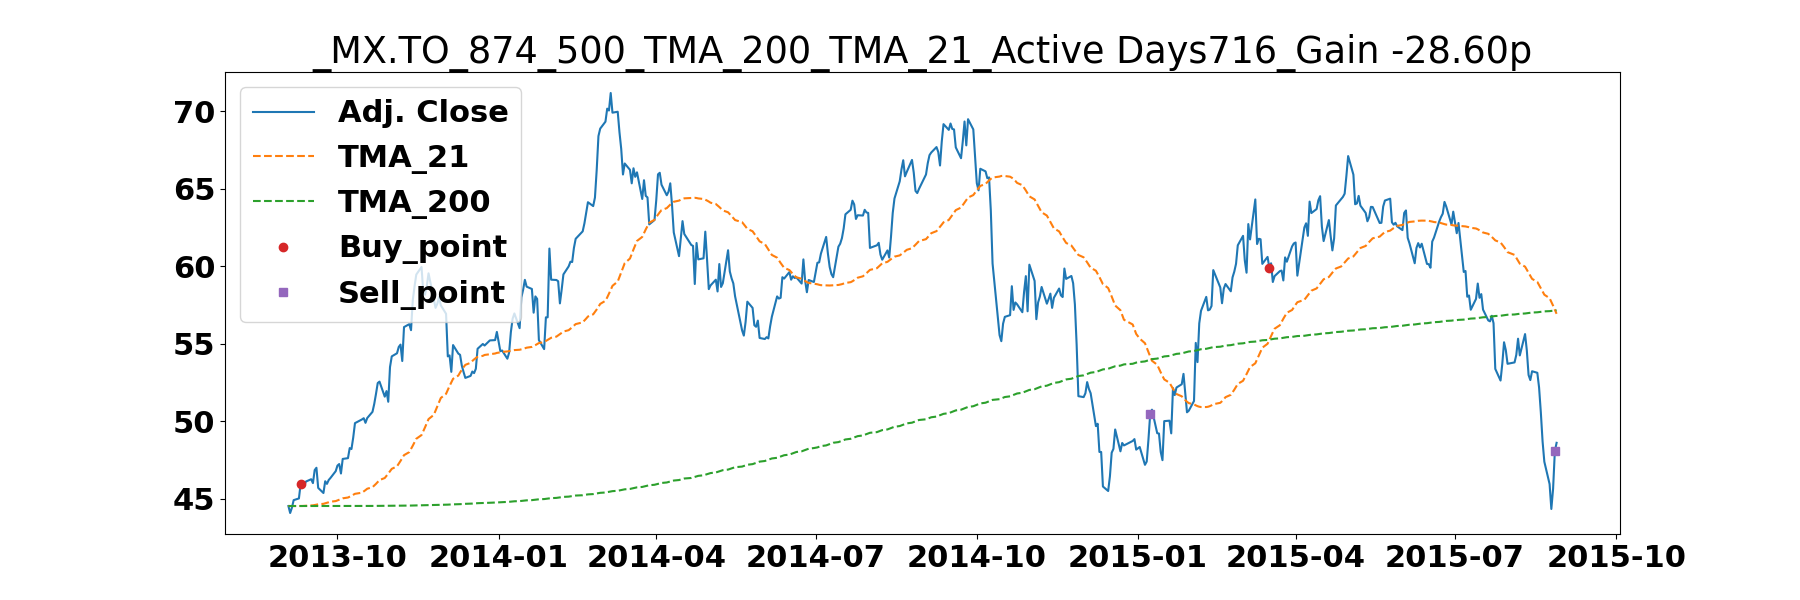 _MX.TO_874_500_TMA_200_TMA_21_Active Days716_Gain -28.60p
70
65
60
55
50
45
Adj. Close
TMA_21
TMA_200
Buy_point
Sell_point
2013-10 2014-01 2014-04 2014-07 2014-10 2015-01 2015-04 2015-07 2015-10